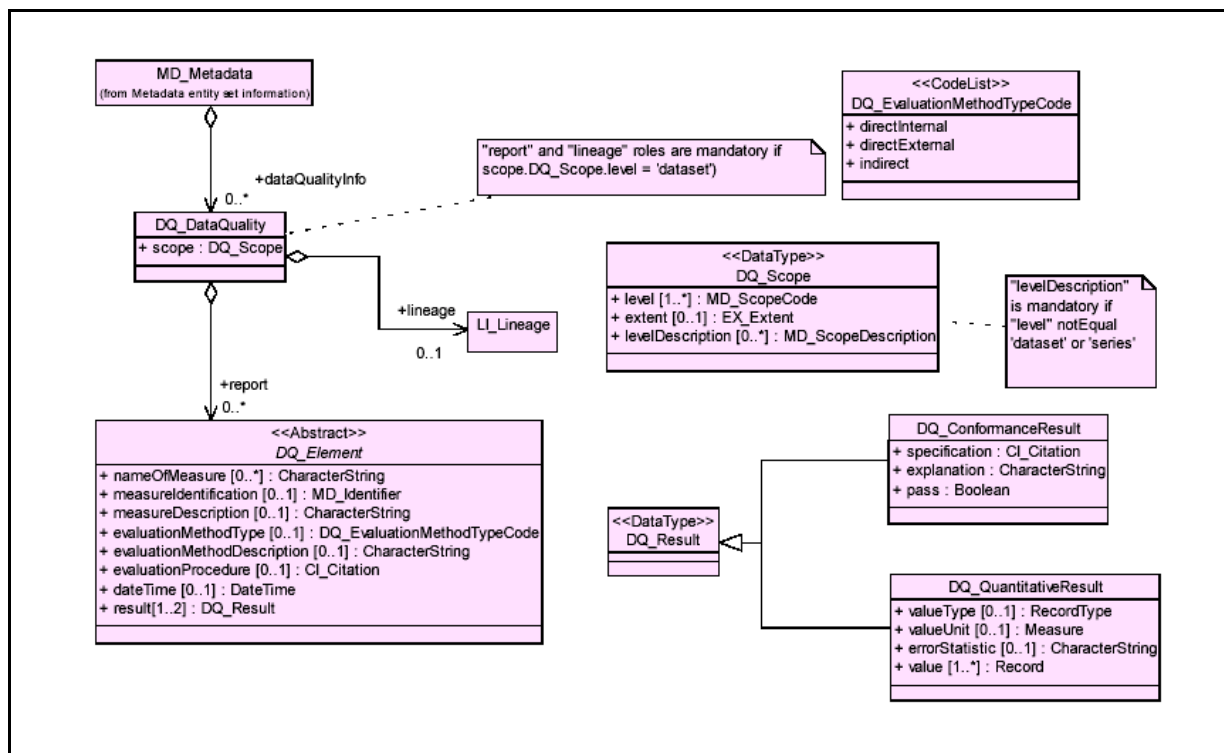 MD_Metadata
(from Metadata entity set information)
+dataQualityInfo
0..*
DQ_DataQuality
+ scope : DQ_Scope
"report" and "lineage" roles are mandatory if
scope.DQ_Scope.level = 'dataset')
<<CodeList>>
DQ_EvaluationMethodTypeCode
+ directInternal
+ directExternal
+ indirect
+lineage
0..1
LI_Lineage
<<DataType>>
DQ_Scope
+ level [1..*] : MD_ScopeCode
+ extent [0..1] : EX_Extent
+ levelDescription [0..*] : MD_ScopeDescription
"levelDescription"
is mandatory if
"level" notEqual
'dataset' or 'series'
+report
0..*
<<Abstract>>
DQ_Element
+ nameOfMeasure [0..*] : CharacterString
+ measureIdentification [0..1] : MD_Identifier
+ measureDescription [0..1] : CharacterString
+ evaluationMethodType [0..1] : DQ_EvaluationMethodTypeCode
+ evaluationMethodDescription [0..1] : CharacterString
+ evaluationProcedure [0..1] : CI_Citation
+ dateTime [0..1] : DateTime
+ result[1..2] : DQ_Result
<<DataType>>
DQ_Result
DQ_ConformanceResult
+ specification : CI_Citation
+ explanation : CharacterString
+ pass : Boolean
DQ_QuantitativeResult
+ valueType [0..1] : RecordType
+ valueUnit [0..1] : Measure
+ errorStatistic [0..1] : CharacterString
+ value [1..*] : Record